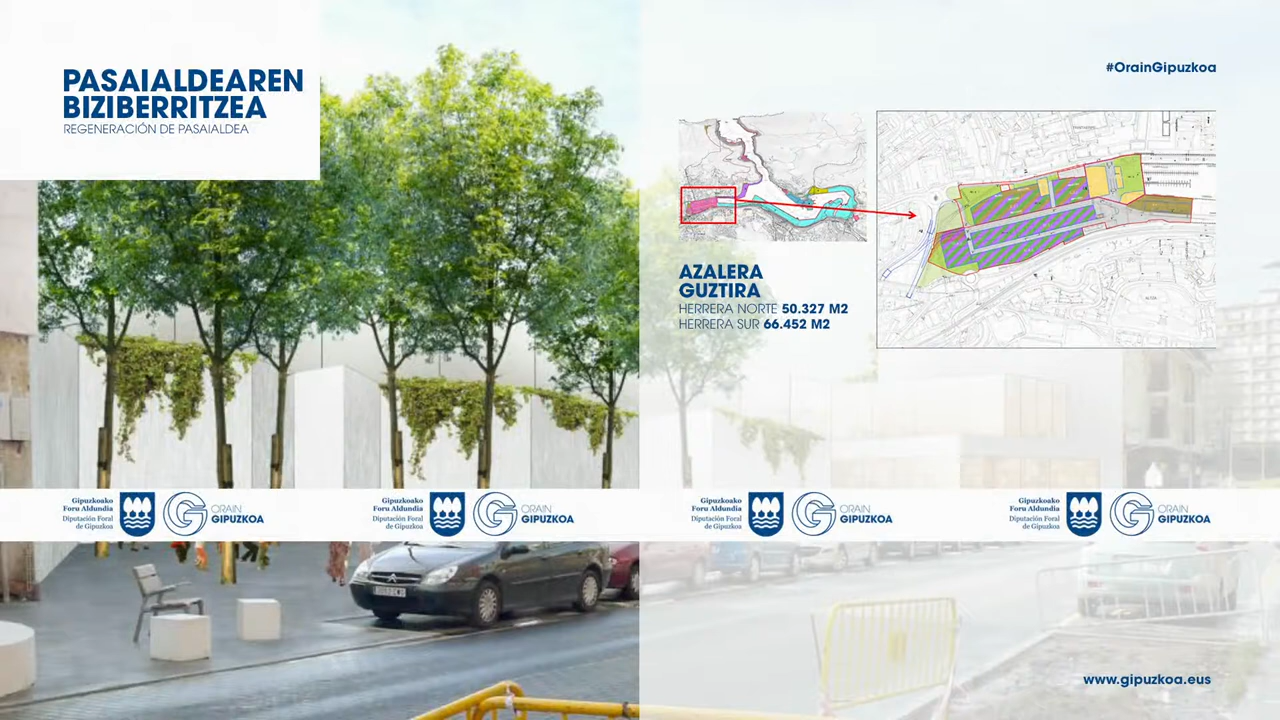 PASAIALDEAREN
BIZIBERRITZEA
REGENERACIÓN DE PASAIALDEA
#OrainGipuzkoa
AZALERA
GUZTIRA
HERRERA NORTE 50.327 M2
HERRERA SUR 66.452 M2
Gipuzkoako
Foru Aldundia
Diputación Foral
de Gipuzkoa
ORAIN
GIPUZKOA
Gipuzkoako
Foru Aldundia
Diputación Foral
de Gipuzkoa
ORAIN
GIPUZKOA
Gipuzkoako
Foru Aldundia
Diputación Foral
de Gipuzkoa
ORAIN
GIPUZKOA
Gipuzkoako
Foru Aldundia
Diputación Foral
de Gipuzkoa
ORAIN
GIPUZKOA
www.gipuzkoa.eus